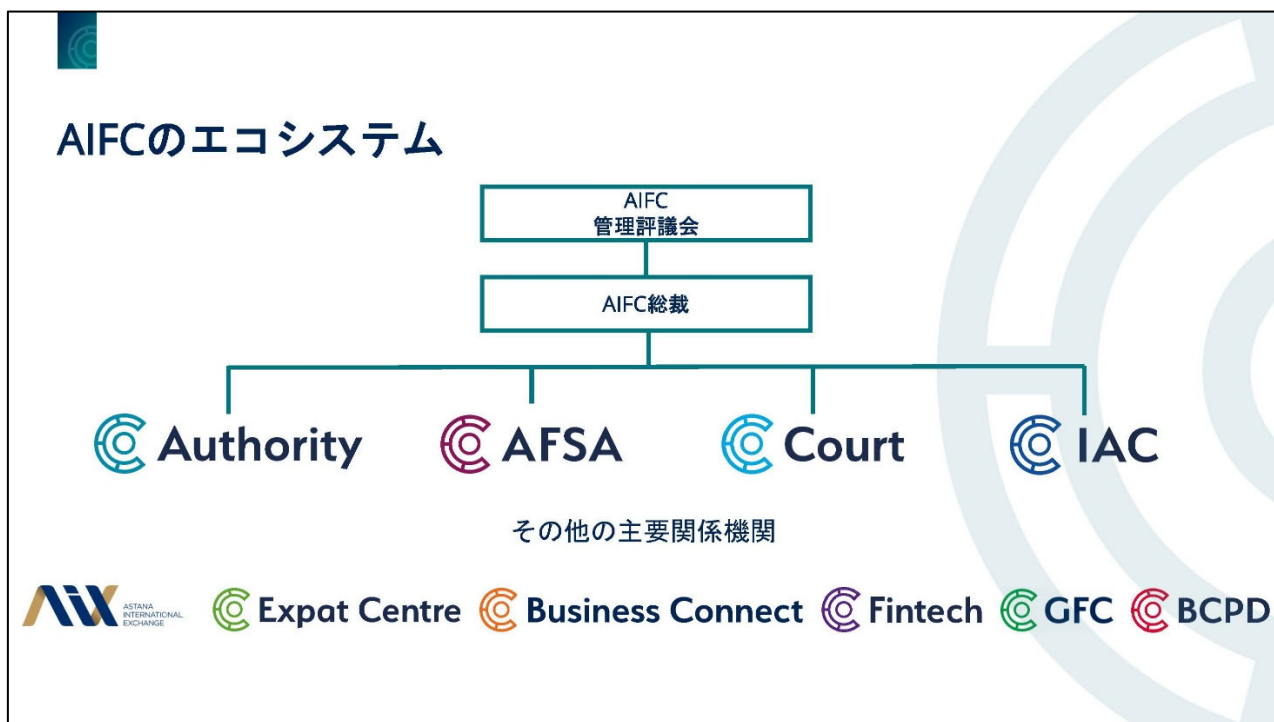 AIFCのエコシステム
AIFC
管理評議会
AIFC総裁
Authority
AFSA
Court
IAC
その他の主要関係機関
AIX
ASTANA
INTERNATIONAL
EXCHANGE
Expat Centre
Business Connect
Fintech
GFC
BCPD